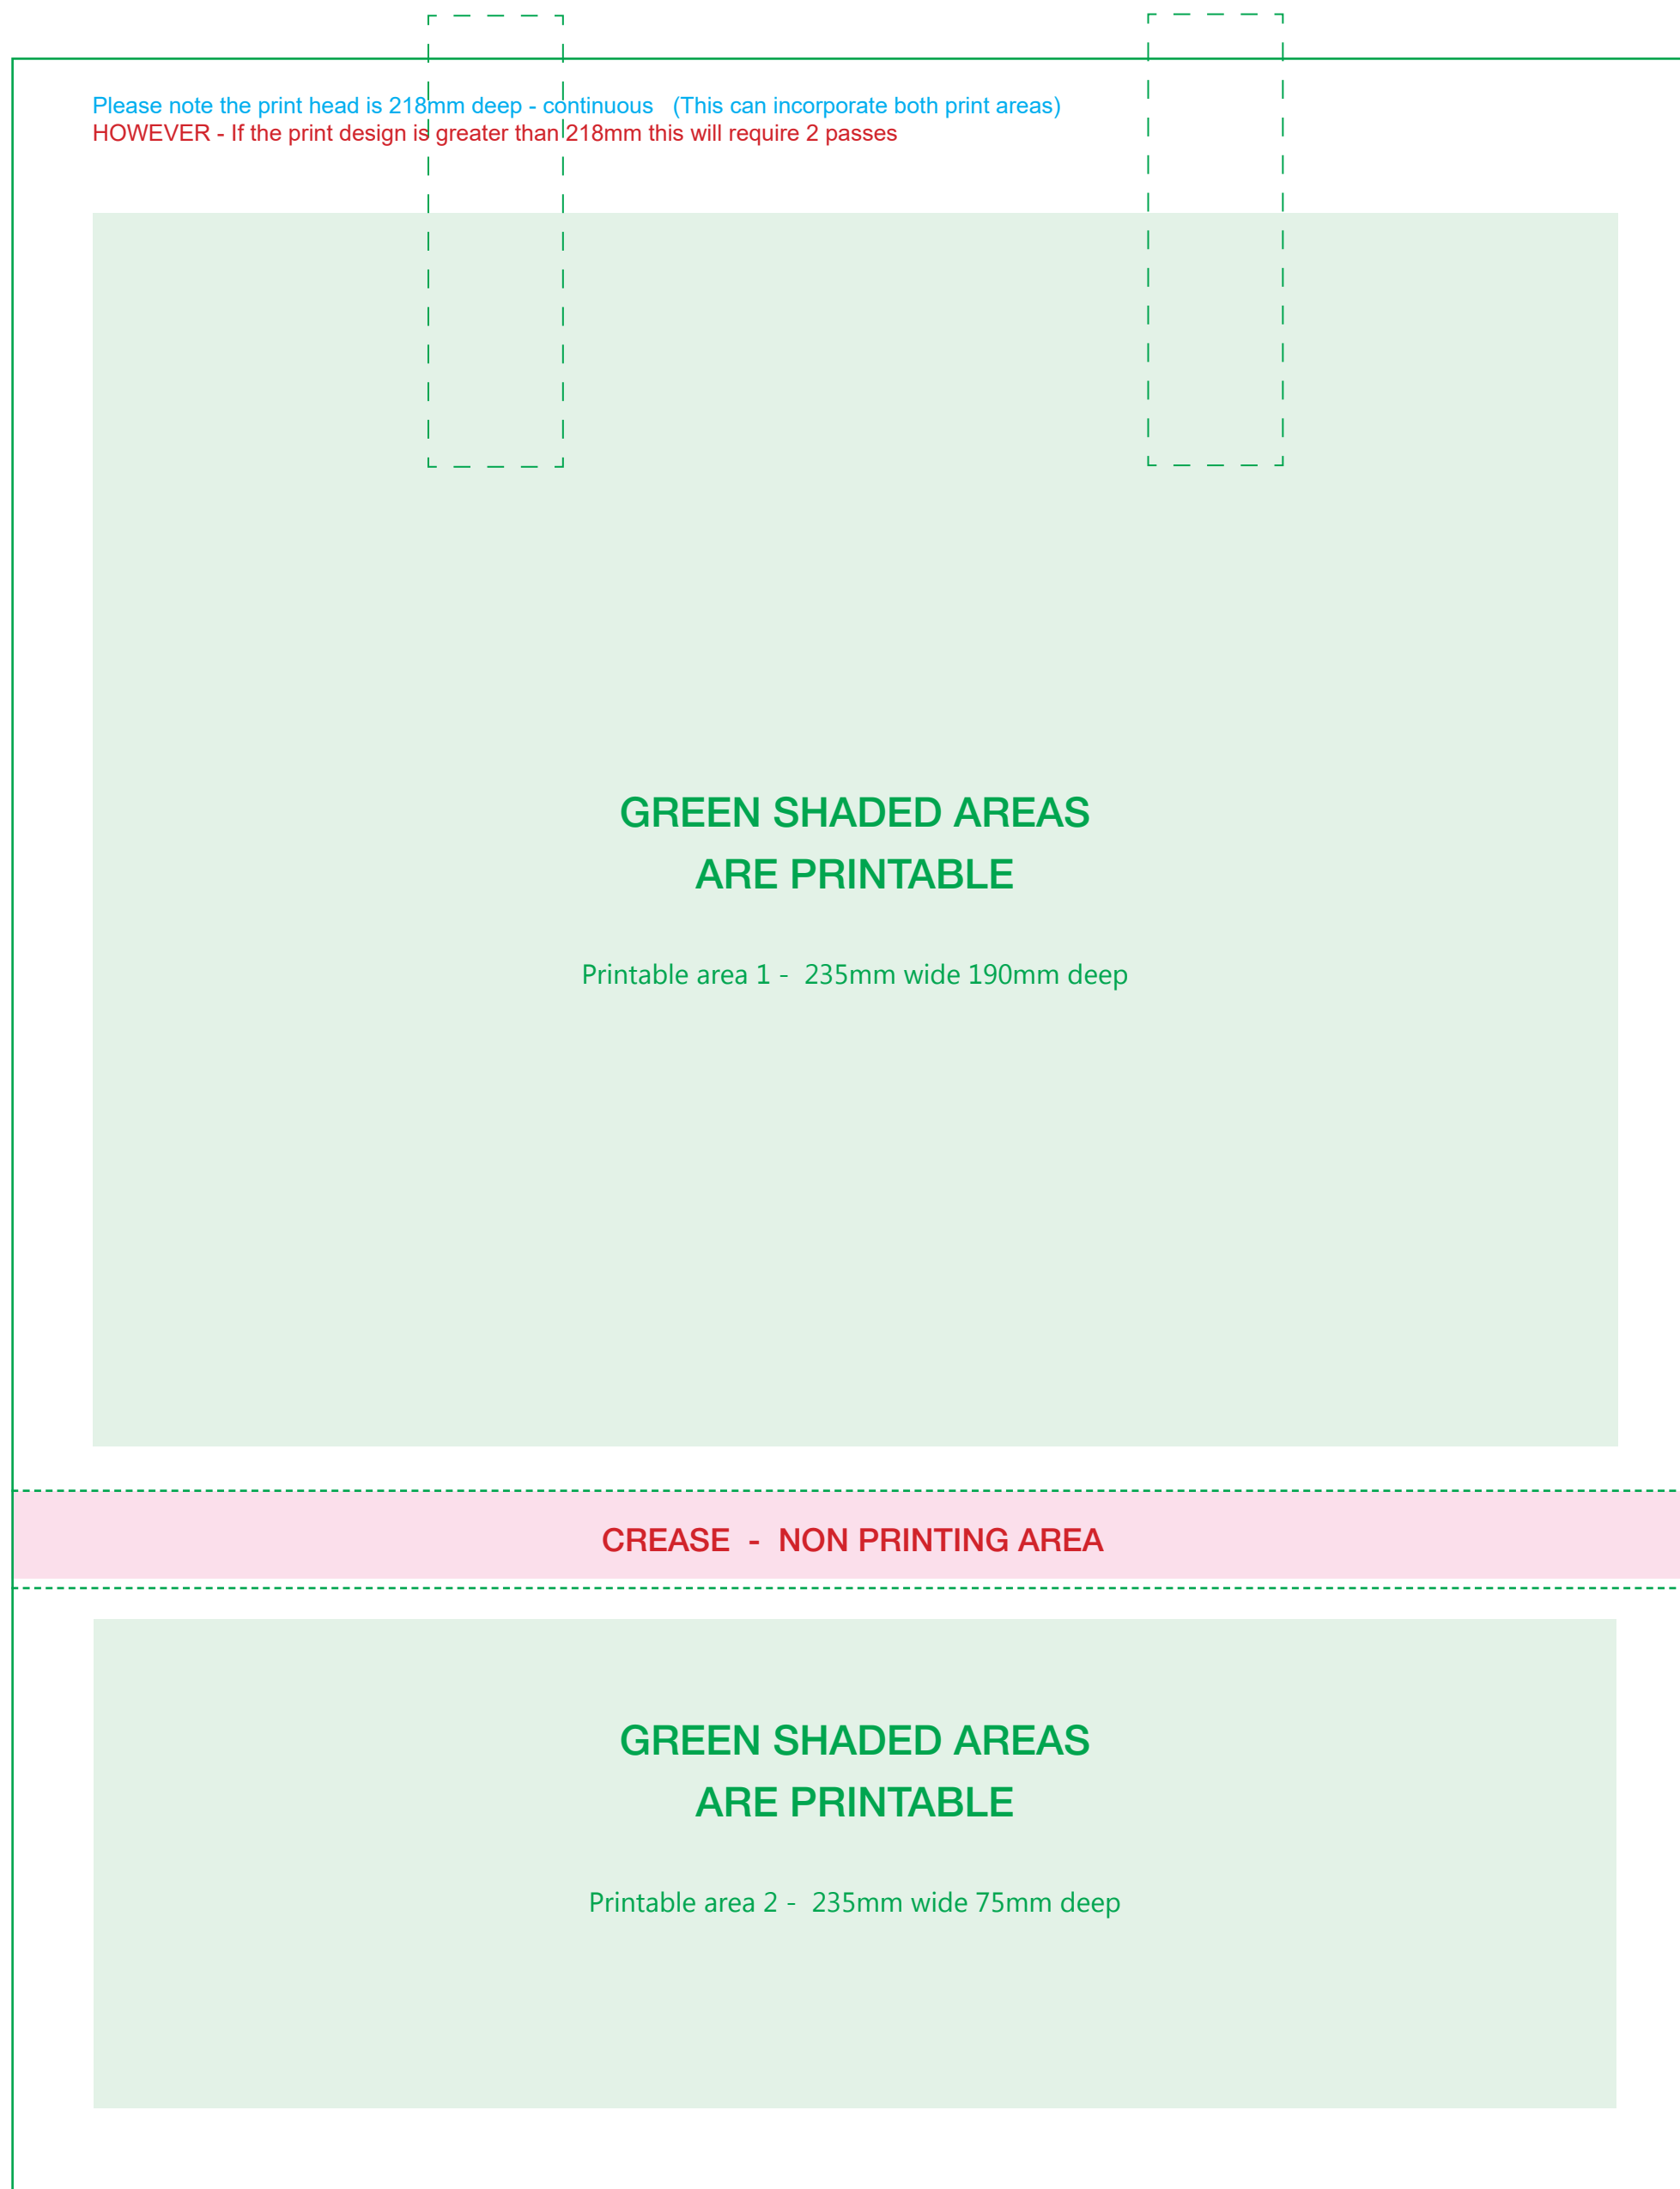 Please note the print head is 218mm deep - continuous   (This can incorporate both print areas)
HOWEVER - If the print design is greater than 218mm this will require 2 passes
GREEN SHADED AREAS
ARE PRINTABLE
Printable area 1 -  235mm wide 190mm deep
CREASE  -  NON PRINTING AREA
GREEN SHADED AREAS
ARE PRINTABLE
Printable area 2 -  235mm wide 75mm deep